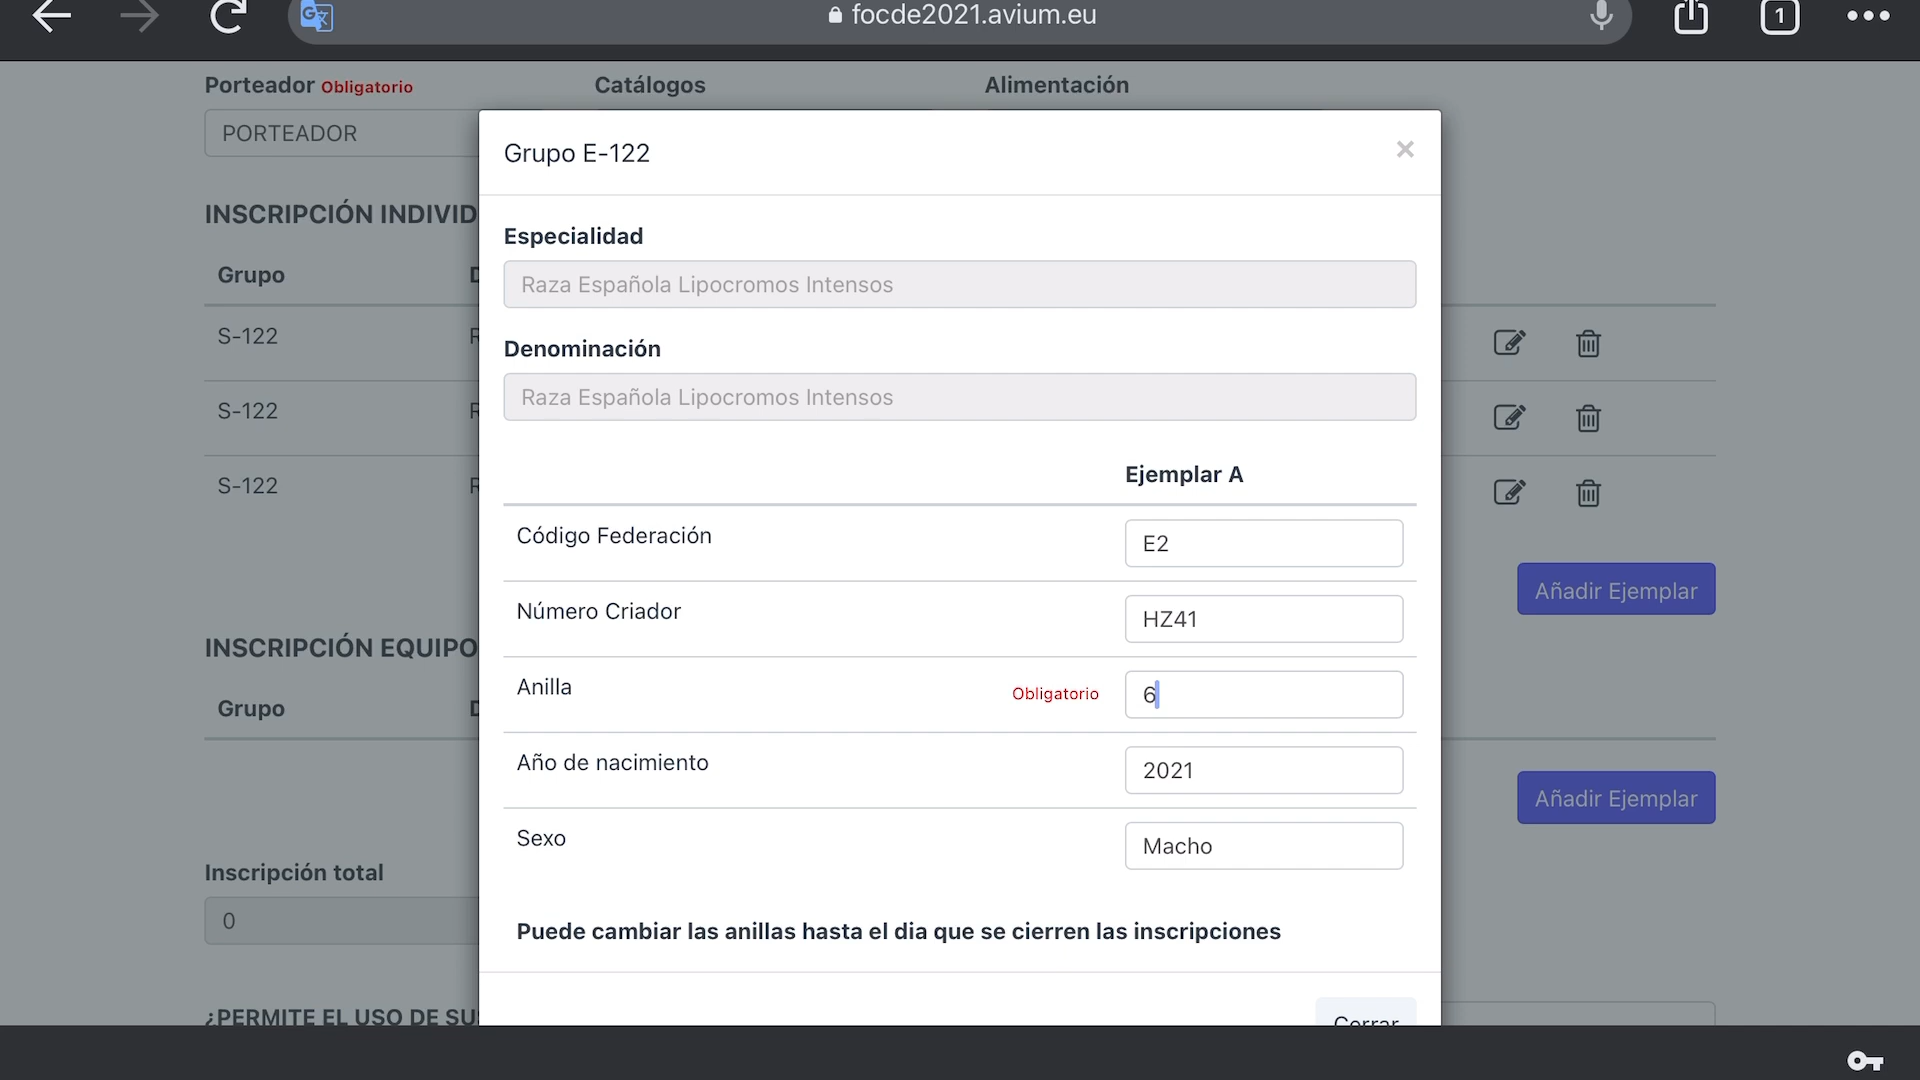 focde2021.avium.eu
1
Porteador Obligatorio
Catálogos
Alimentación
PORTEADOR
Grupo E-122
×
INSCRIPCIÓN INDIVID
Especialidad
Raza Española Lipocromos Intensos
Grupo
Denominación
S-122
Raza Española Lipocromos Intensos
S-122
S-122
Ejemplar A
Código Federación
E2
Añadir Ejemplar
Número Criador
HZ41
INSCRIPCIÓN EQUIPO
Anilla
Obligatorio
6
Grupo
Año de nacimiento
2021
Añadir Ejemplar
Sexo
Macho
Inscripción total
0
Puede cambiar las anillas hasta el dia que se cierren las inscripciones
¿PERMITE EL USO DE SU
Cerrar